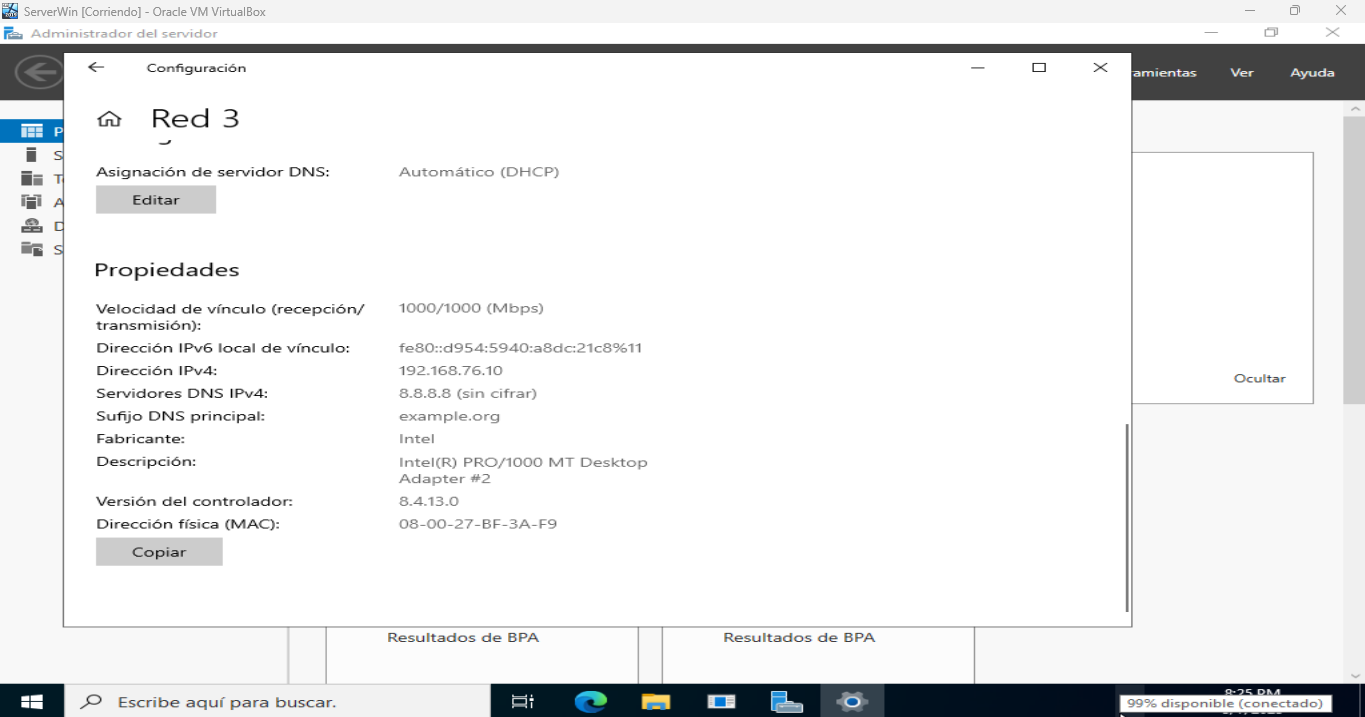 ServerWin [Corriendo] - Oracle VM VirtualBox
Administrador del servidor
Configuración
Ver
Ayuda
Red 3
Asignación de servidor DNS:
Automático (DHCP)
Editar
Propiedades
Velocidad de vínculo (recepción/
transmisión):
1000/1000 (Mbps)
Dirección IPv6 local de vínculo:
fe80::d954:5940:a8dc:21c8%11
Dirección IPv4:
192.168.76.10
Servidores DNS IPv4:
8.8.8.8 (sin cifrar)
Sufijo DNS principal:
example.org
Fabricante:
Intel
Descripción:
Intel(R) PRO/1000 MT Desktop
Adapter #2
Versión del controlador:
8.4.13.0
Dirección física (MAC):
08-00-27-BF-3A-F9
Copiar
Ocultar
Resultados de BPA
Resultados de BPA
Escribe aquí para buscar.
8:25 PM
99% disponible (conectado)